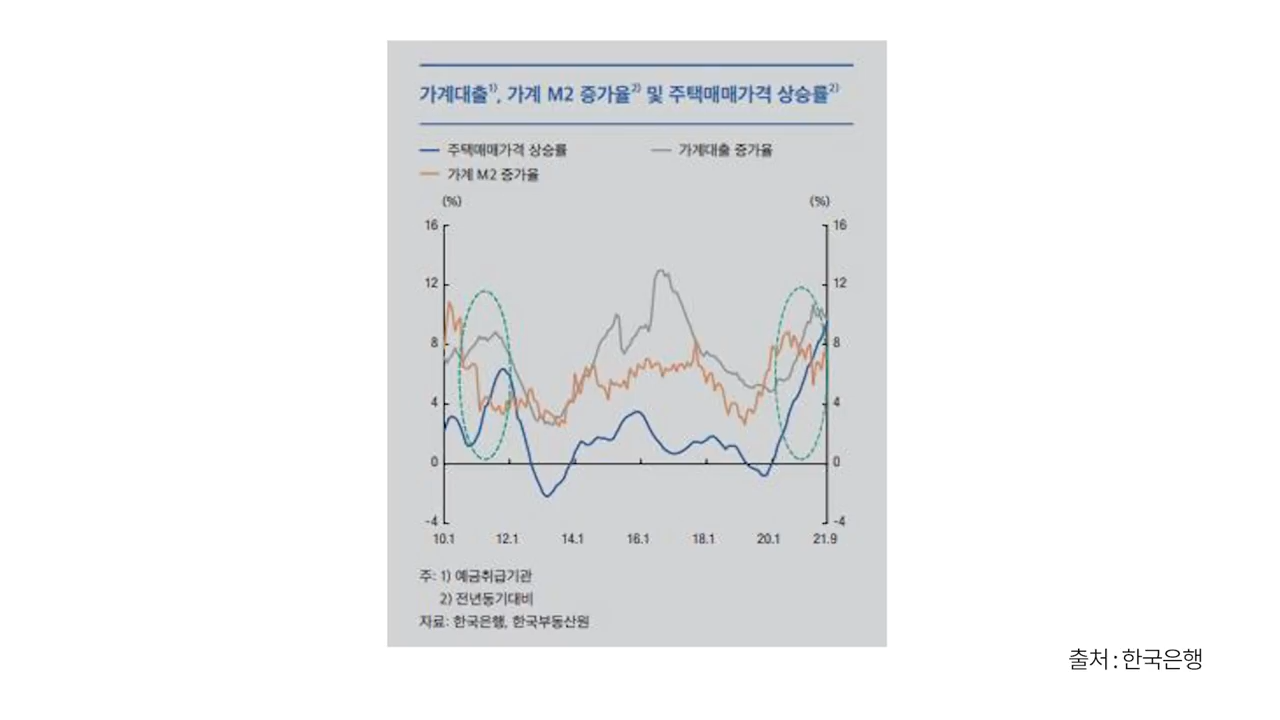 가계대출1), 가계 M2 증가율2) 및 주택매매가격 상승률2)
주택매매가격 상승률 가계대출 증가율
가계 M2 증가율
(%) (%)
16 16
12 12
8 8
4 4
0 0
-4 -4
10.1 12.1 14.1 16.1 18.1 20.1 21.9
주: 1) 예금취급기관
2) 전년동기대비
자료: 한국은행, 한국부동산원
출처 : 한국은행